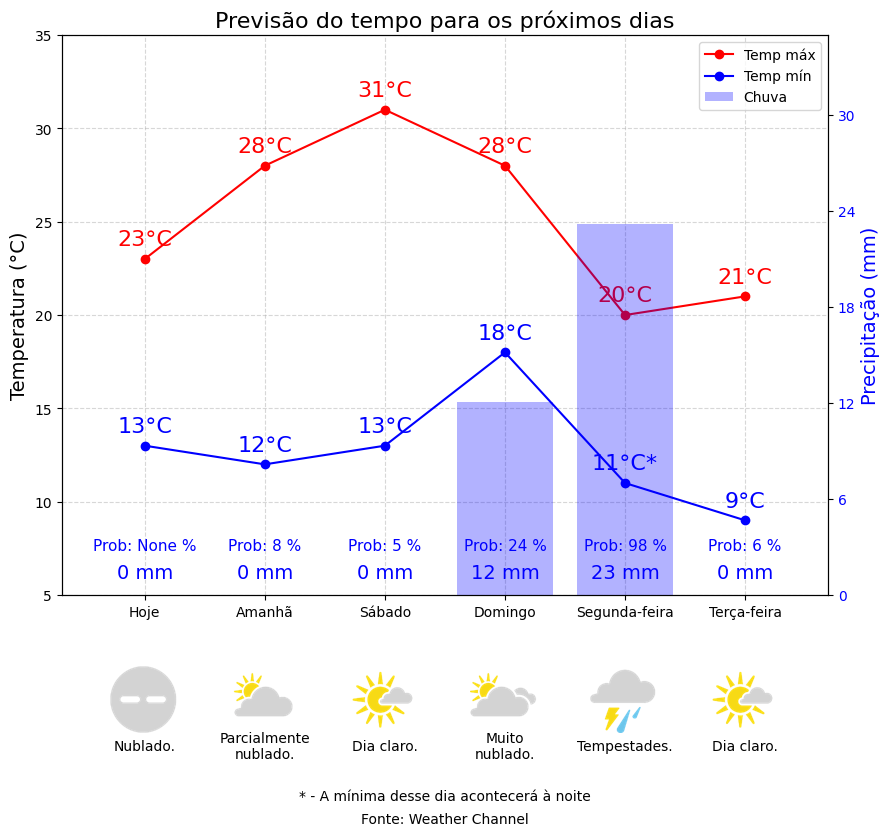 Previsão do tempo para os próximos dias
Temp máx
Temp mín
Chuva
Temperatura (°C)
Precipitação (mm)
35
30
25
20
15
10
5
30
24
18
12
6
0
23°C
28°C
31°C
28°C
20°C
21°C
13°C
12°C
13°C
18°C
11°C*
9°C
Prob: None %
Prob: 8 %
Prob: 5 %
Prob: 24 %
Prob: 98 %
Prob: 6 %
0 mm
0 mm
0 mm
12 mm
23 mm
0 mm
Hoje
Amanhã
Sábado
Domingo
Segunda-feira
Terça-feira
Nublado.
Parcialmente
nublado.
Dia claro.
Muito
nublado.
Tempestades.
Dia claro.
* - A mínima desse dia acontecerá à noite
Fonte: Weather Channel